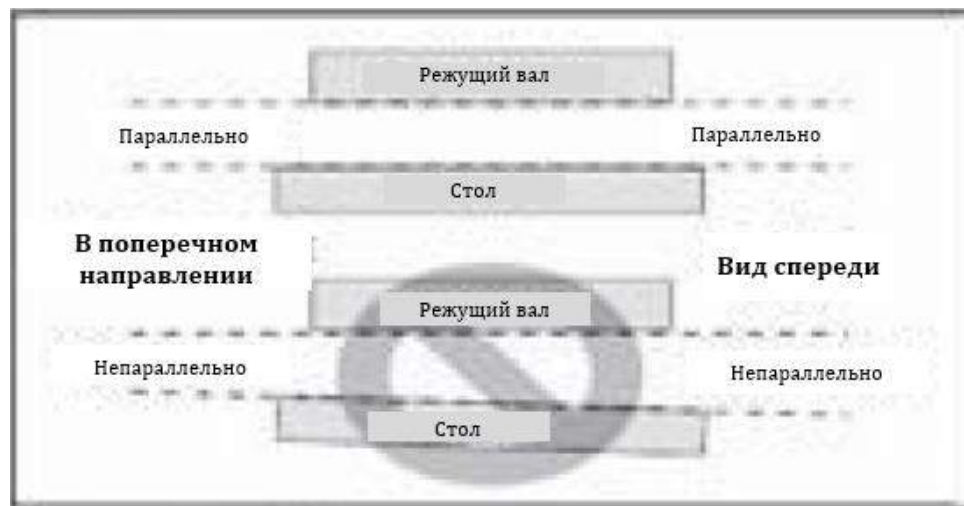 Режущий вал
Параллельно
Параллельно
Стол
В поперечном
направлении
Вид спереди
Режущий вал
Непараллельно
Непараллельно
Стол